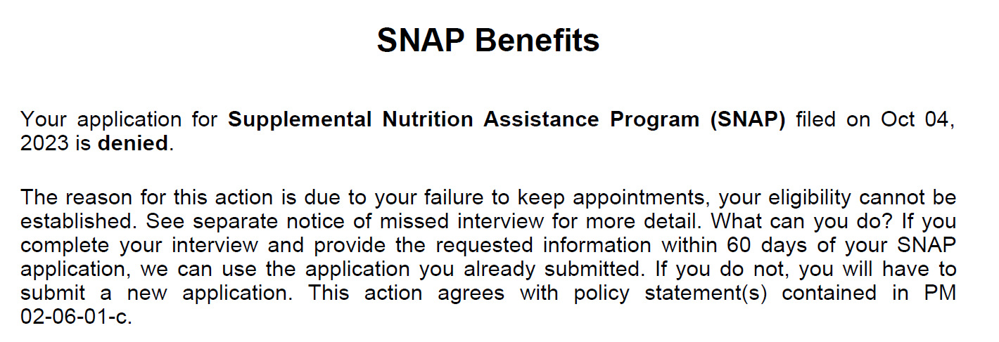 SNAP Benefits
Your application for Supplemental Nutrition Assistance Program (SNAP) filed on Oct 04,
2023 is denied.
The reason for this action is due to your failure to keep appointments, your eligibility cannot be
established. See separate notice of missed interview for more detail. What can you do? If you
complete your interview and provide the requested information within 60 days of your SNAP
application, we can use the application you already submitted. If you do not, you will have to
submit a new application. This action agrees with policy statement(s) contained in PM
02-06-01-c.